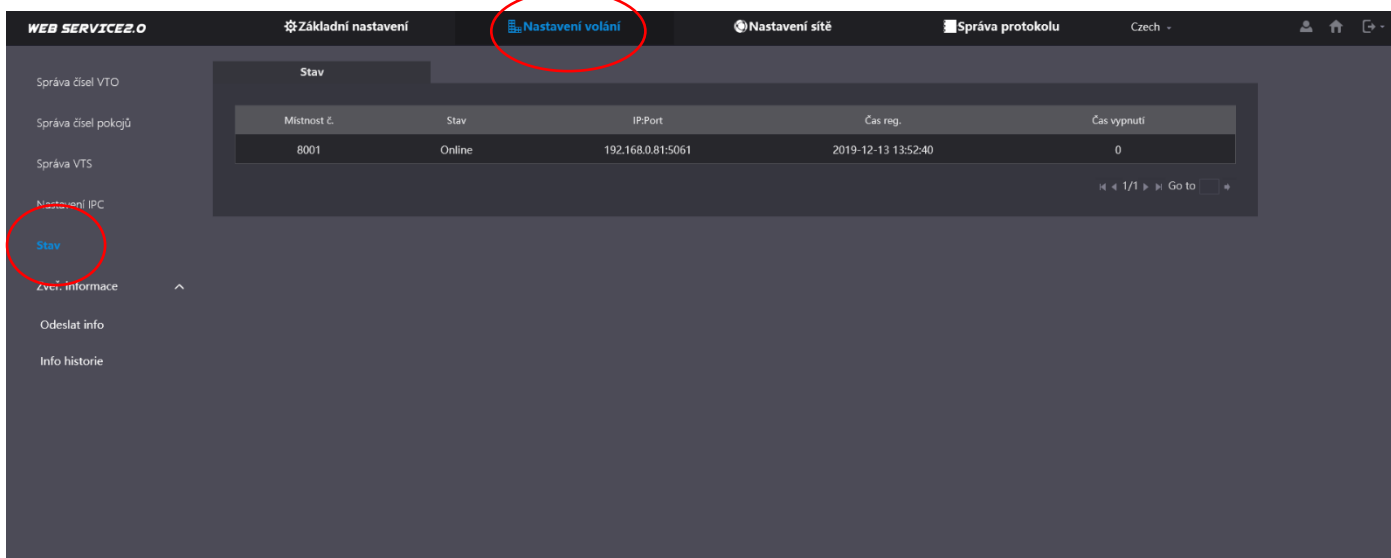 WEB SERVICE2.0 Základní nastavení Nastavení volání Nastavení sítě Správa protokolu Czech
Správa čísel VTO
Správa čísel pokojů
Správa VTS
Nastavení IPC
Stav
Zveř. informace
Odeslat info
Info historie
Stav
Místnost č. Stav IP:Port Čas reg. Čas vypnutí
8001 Online 192.168.0.81:5061 2019-12-13 13:52:40 0
1/1 Go to